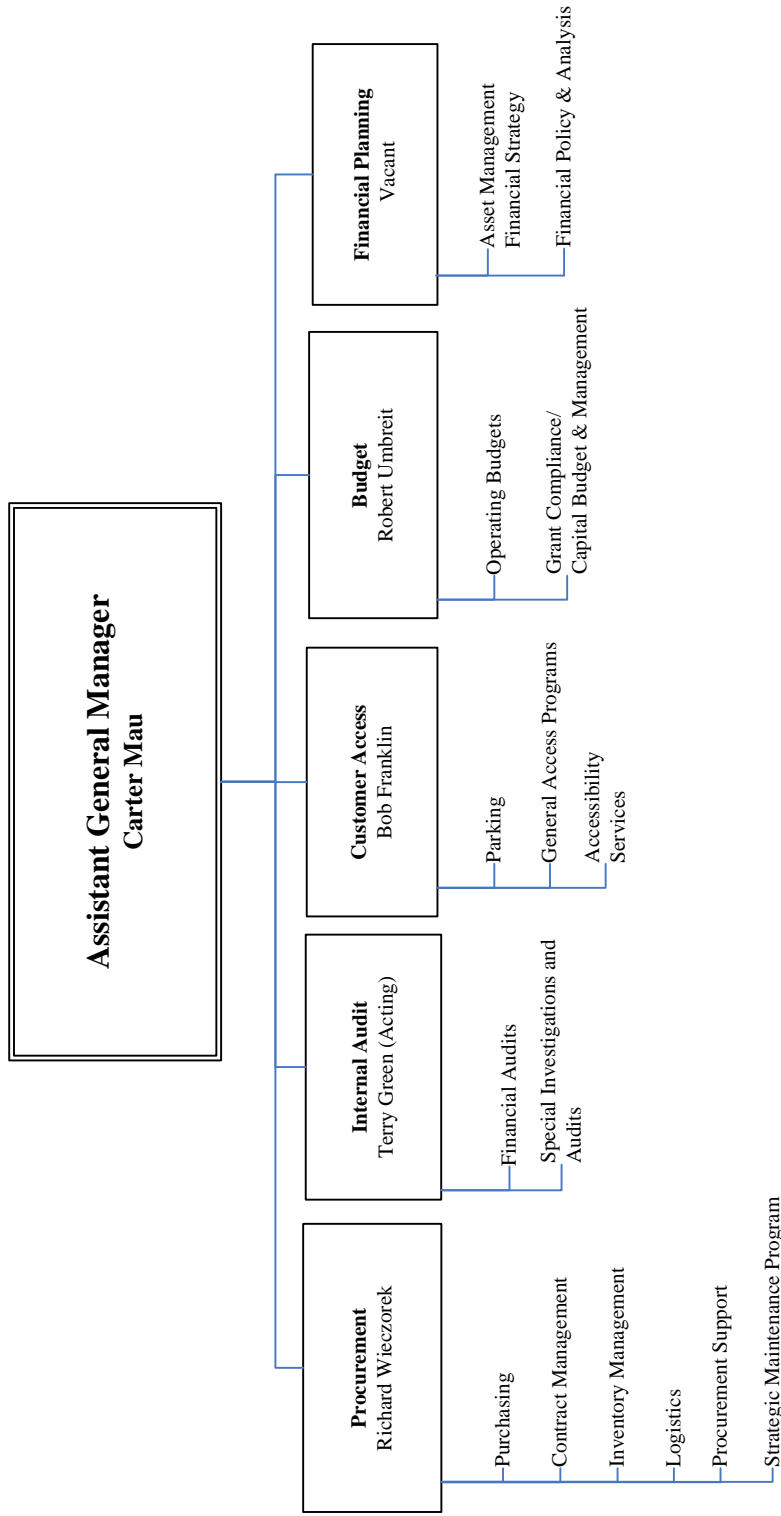 Assistant General Manager
Carter Mau
Procurement
Richard Wieczorek
Purchasing
Contract Management
Inventory Management
Logistics
Procurement Support
Strategic Maintenance Program
Internal Audit
Terry Green (Acting)
Financial Audits
Special Investigations and
Audits
Customer Access
Bob Franklin
Parking
General Access Programs
Accessibility
Services
Budget
Robert Umbreit
Operating Budgets
Grant Compliance/
Capital Budget & Management
Financial Planning
Vacant
Asset Management
Financial Strategy
Financial Policy & Analysis